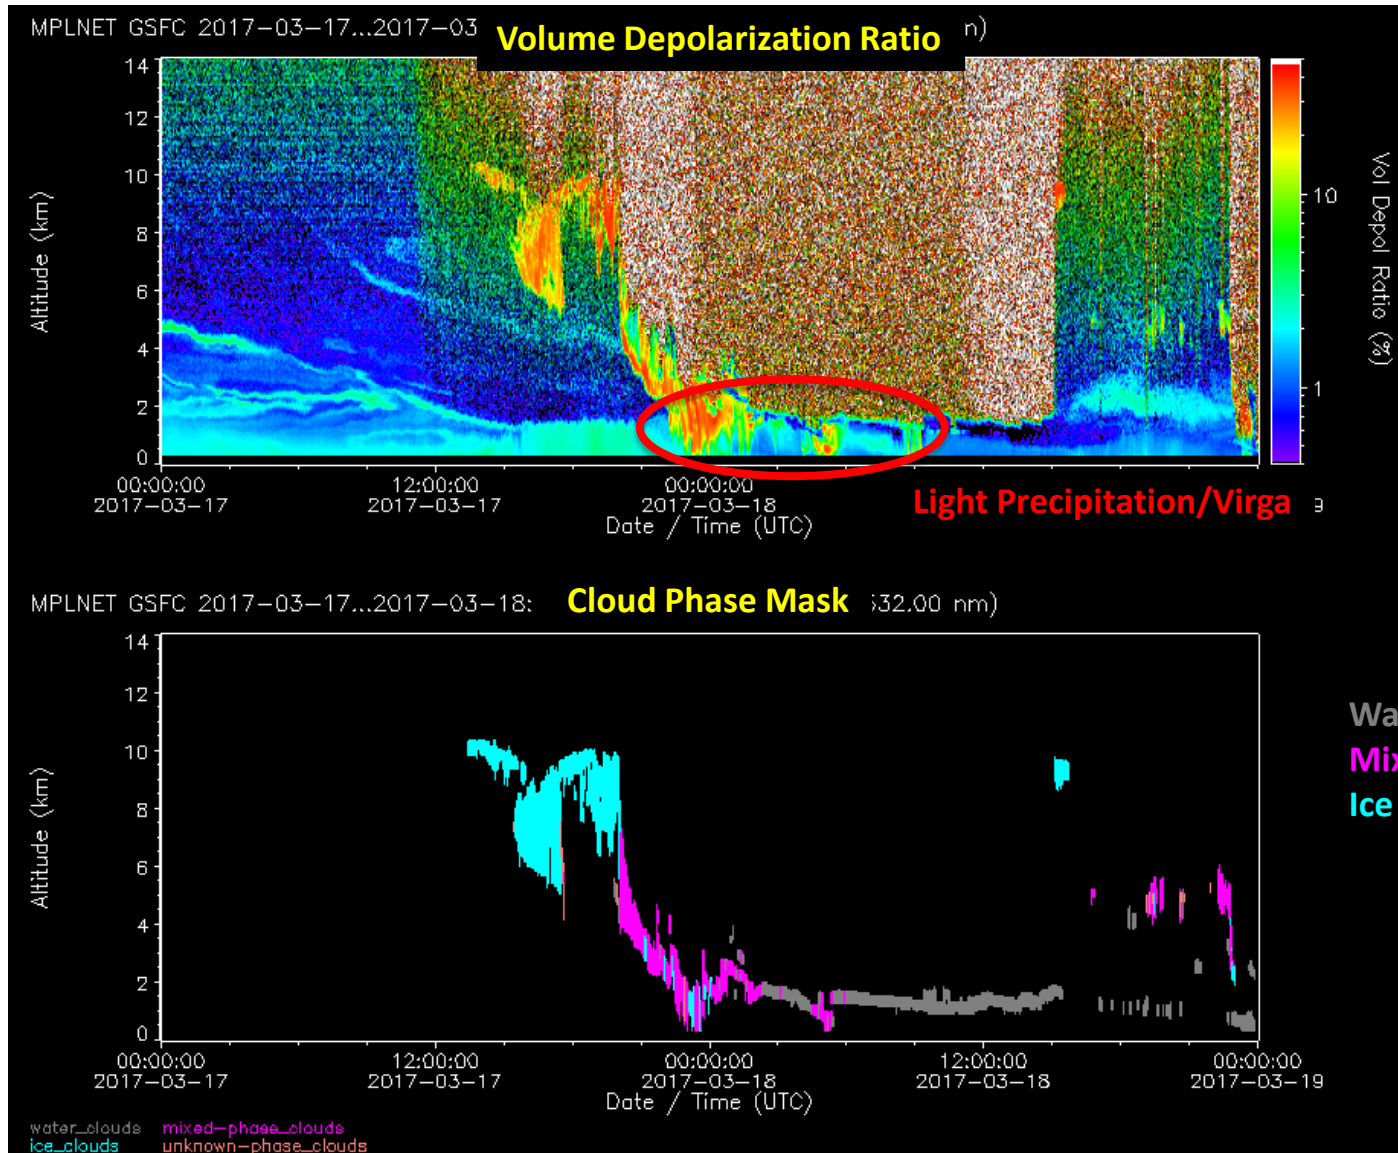 MPLNET GSFC 2017-03-17...2017-03
Volume Depolarization Ratio
n)
14
12
10
8
6
4
2
0
Altitude (km)
10
1
Vol Depol Ratio (%)
00:00:00
2017-03-17
12:00:00
2017-03-17
00:00:00
2017-03-18
Light Precipitation/Virga
9
Date / Time (UTC)
MPLNET GSFC 2017-03-17...2017-03-18:
Cloud Phase Mask
532.00 nm)
14
12
10
8
6
4
2
0
Altitude (km)
Wa
Mix
Ice
00:00:00
2017-03-17
12:00:00
2017-03-17
00:00:00
2017-03-18
12:00:00
2017-03-18
00:00:00
2017-03-19
Date / Time (UTC)
water_clouds mixed-phase_clouds
ice_clouds unknown-phase_clouds